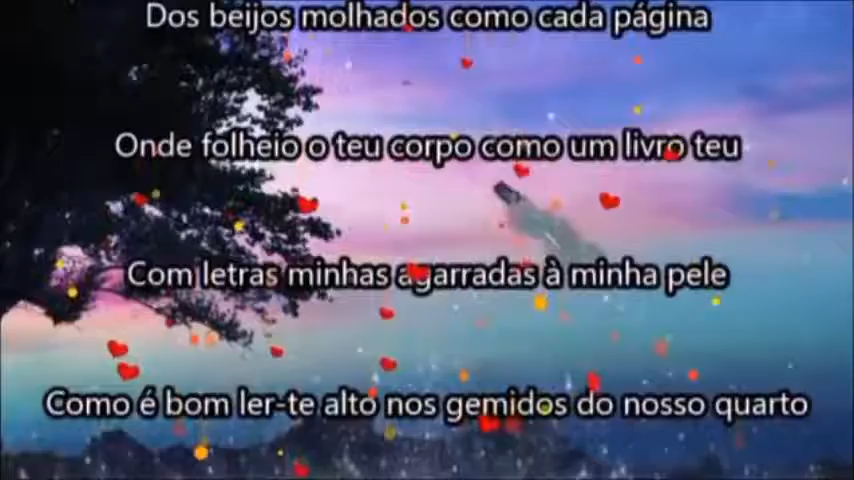 Dos beijos molhados como cada página
Onde folheio o teu corpo como um livro teu
Com letras minhas agarradas à minha pele
Como é bom ler-te alto nos gemidos do nosso quarto